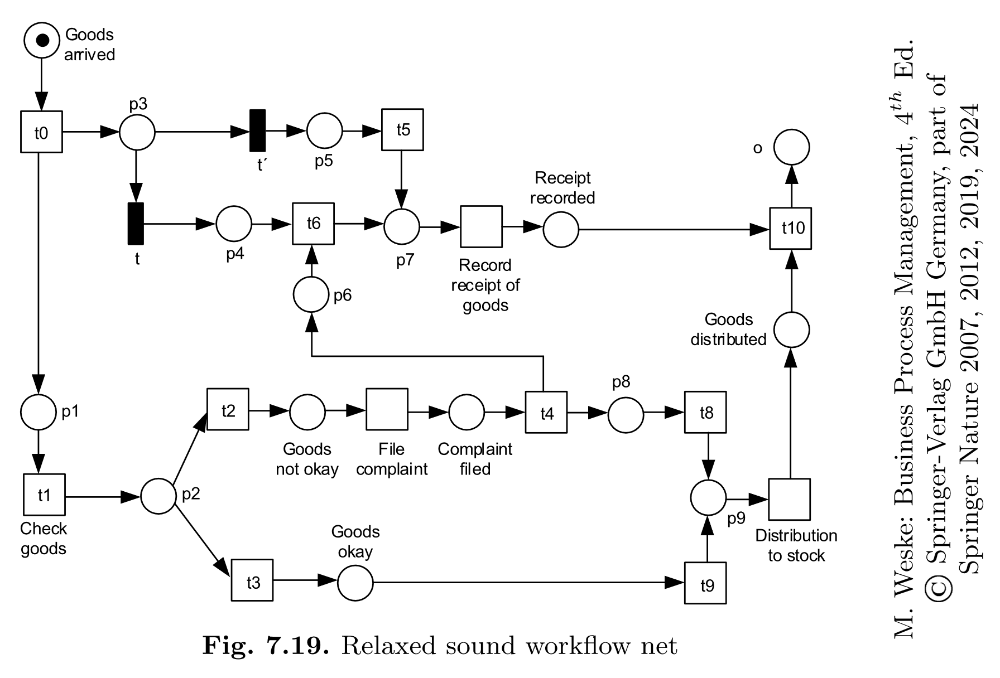 Goods
arrived
p3
t0
t´
p5
t5
t
p4
t6
p7
p6
Record
receipt of
goods
Receipt
recorded
o
t10
Goods
distributed
p1
t1
Check
goods
p2
t2
Goods
not okay
File
complaint
Complaint
filed
t4
p8
t8
t3
Goods
okay
t9
p9
Distribution
to stock
Fig. 7.19. Relaxed sound workflow net
M. Weske: Business Process Management, 4th Ed.
© Springer-Verlag GmbH Germany, part of
Springer Nature 2007, 2012, 2019, 2024